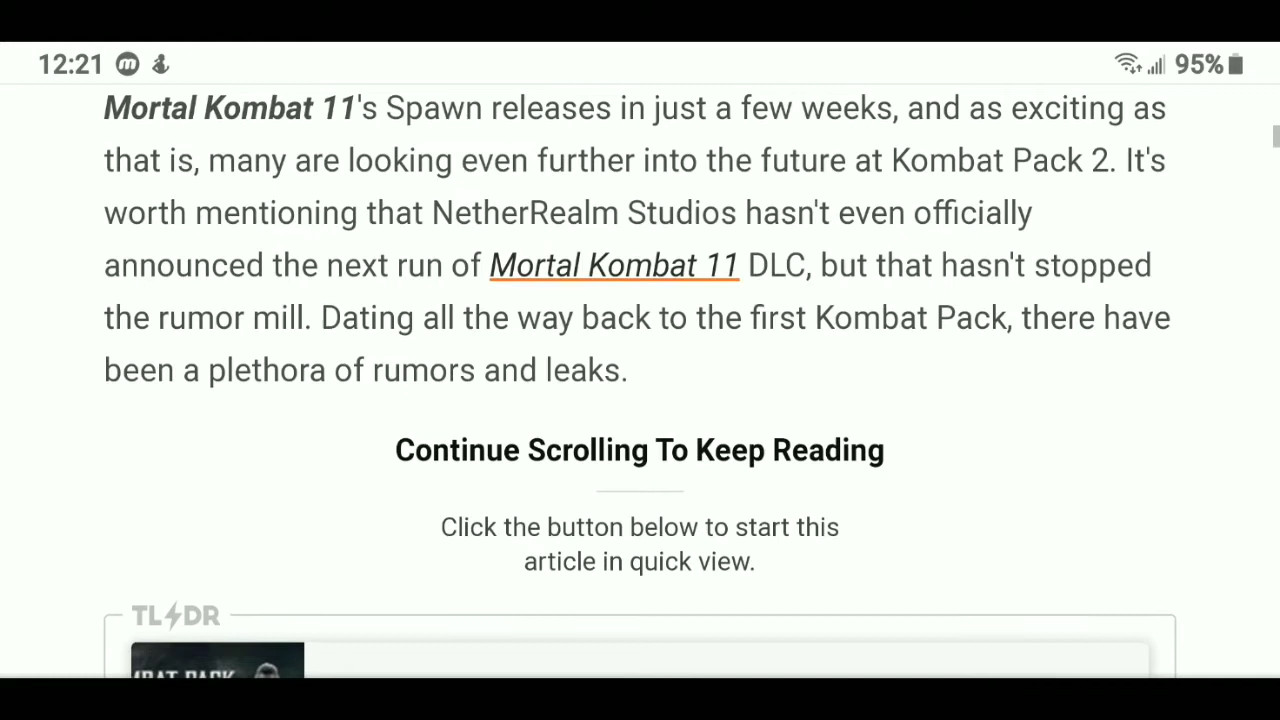 12:21 m 95%
Mortal Kombat 11's Spawn releases in just a few weeks, and as exciting as
that is, many are looking even further into the future at Kombat Pack 2. It's
worth mentioning that NetherRealm Studios hasn't even officially
announced the next run of Mortal Kombat 11 DLC, but that hasn't stopped
the rumor mill. Dating all the way back to the first Kombat Pack, there have
been a plethora of rumors and leaks.
Continue Scrolling To Keep Reading
Click the button below to start this
article in quick view.
TL DR